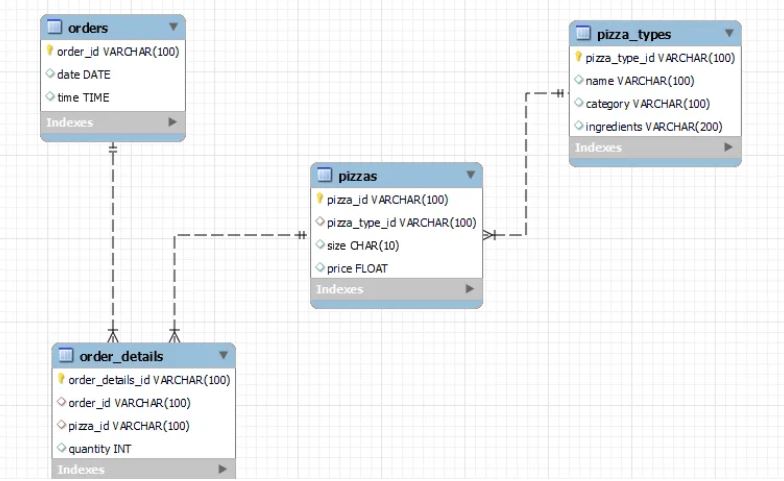 orders
order_id VARCHAR(100)
date DATE
time TIME
Indexes
pizza_types
pizza_type_id VARCHAR(100)
name VARCHAR(100)
category VARCHAR(100)
ingredients VARCHAR(200)
Indexes
pizzas
pizza_id VARCHAR(100)
pizza_type_id VARCHAR(100)
size CHAR(10)
price FLOAT
Indexes
order_details
order_details_id VARCHAR(100)
order_id VARCHAR(100)
pizza_id VARCHAR(100)
quantity INT
Indexes